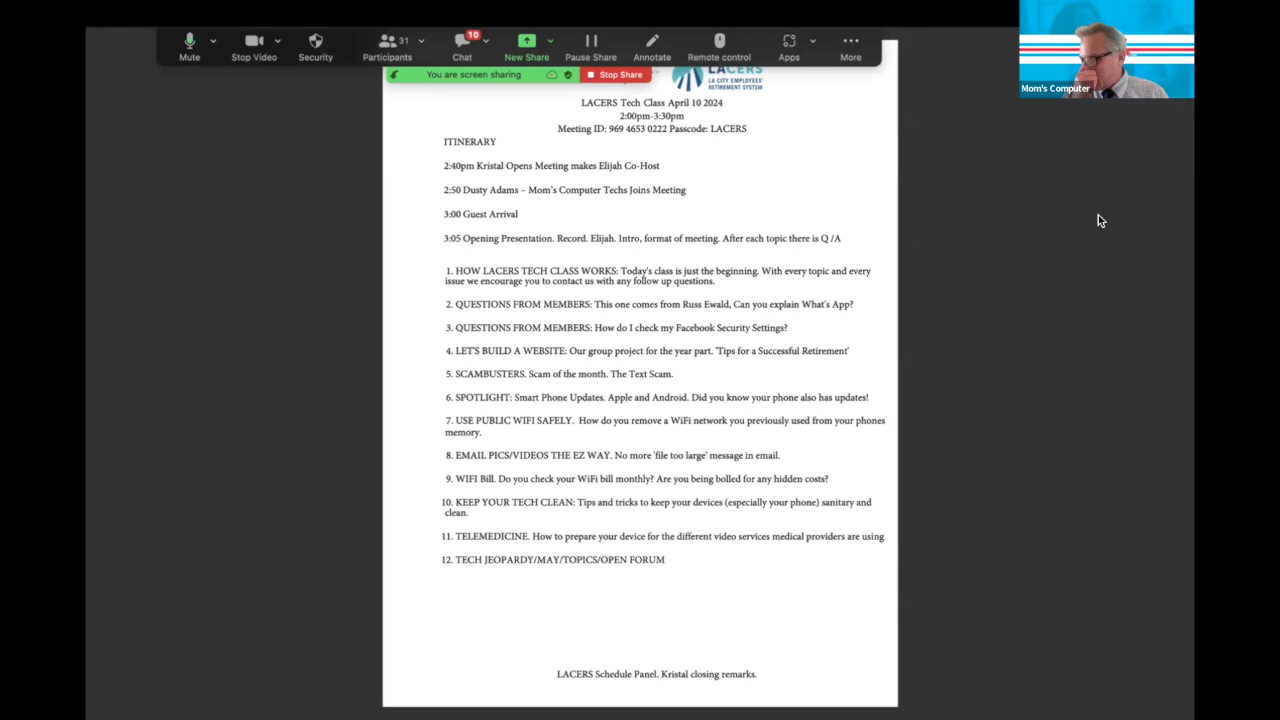 31
10
Mute
Stop Video
Security
Participants
Chat
New Share
Pause Share
Annotate
Remote control
Apps
More
You are screen sharing
Stop Share
Mom's Computer
LACERS
LA CITY EMPLOYEES'
RETIREMENT SYSTEM
LACERS Tech Class April 10 2024
2:00pm-3:30pm
Meeting ID: 969 4653 0222 Passcode: LACERS
ITINERARY
2:40pm Kristal Opens Meeting makes Elijah Co-Host
2:50 Dusty Adams – Mom's Computer Techs Joins Meeting
3:00 Guest Arrival
3:05 Opening Presentation. Record. Elijah. Intro, format of meeting. After each topic there is Q /A
1. HOW LACERS TECH CLASS WORKS: Today's class is just the beginning. With every topic and every
issue we encourage you to contact us with any follow up questions.
2. QUESTIONS FROM MEMBERS: This one comes from Russ Ewald, Can you explain What's App?
3. QUESTIONS FROM MEMBERS: How do I check my Facebook Security Settings?
4. LET'S BUILD A WEBSITE: Our group project for the year part. 'Tips for a Successful Retirement'
5. SCAMBUSTERS. Scam of the month. The Text Scam.
6. SPOTLIGHT: Smart Phone Updates. Apple and Android. Did you know your phone also has updates!
7. USE PUBLIC WIFI SAFELY. How do you remove a WiFi network you previously used from your phones
memory.
8. EMAIL PICS/VIDEOS THE EZ WAY. No more 'file too large' message in email.
9. WIFI Bill. Do you check your WiFi bill monthly? Are you being bolled for any hidden costs?
10. KEEP YOUR TECH CLEAN: Tips and tricks to keep your devices (especially your phone) sanitary and
clean.
11. TELEMEDICINE. How to prepare your device for the different video services medical providers are using
12. TECH JEOPARDY/MAY/TOPICS/OPEN FORUM
LACERS Schedule Panel. Kristal closing remarks.